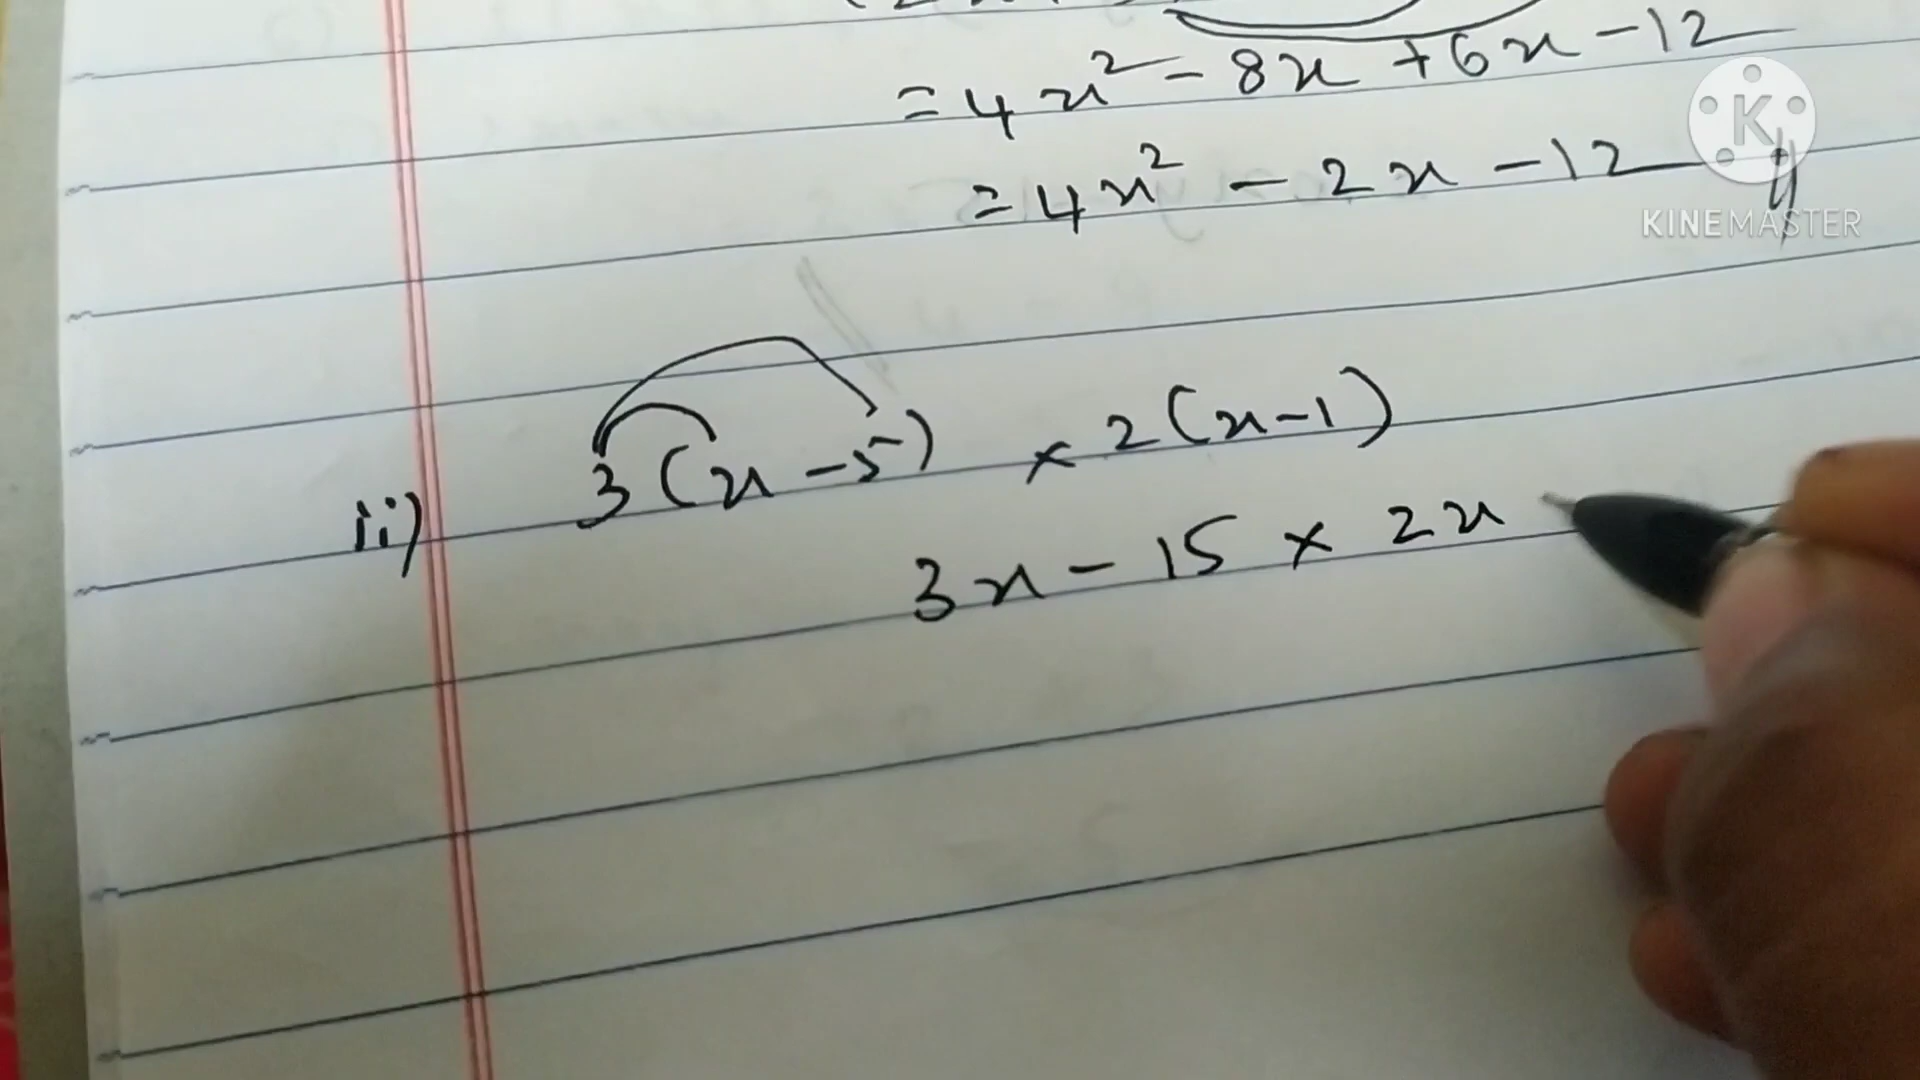 = 4x² - 8x + 6x - 12
= 4x² - 2x - 12
K
KINEMASTER
ii) 3(x - 5) × 2(x - 1)
3x - 15 × 2x